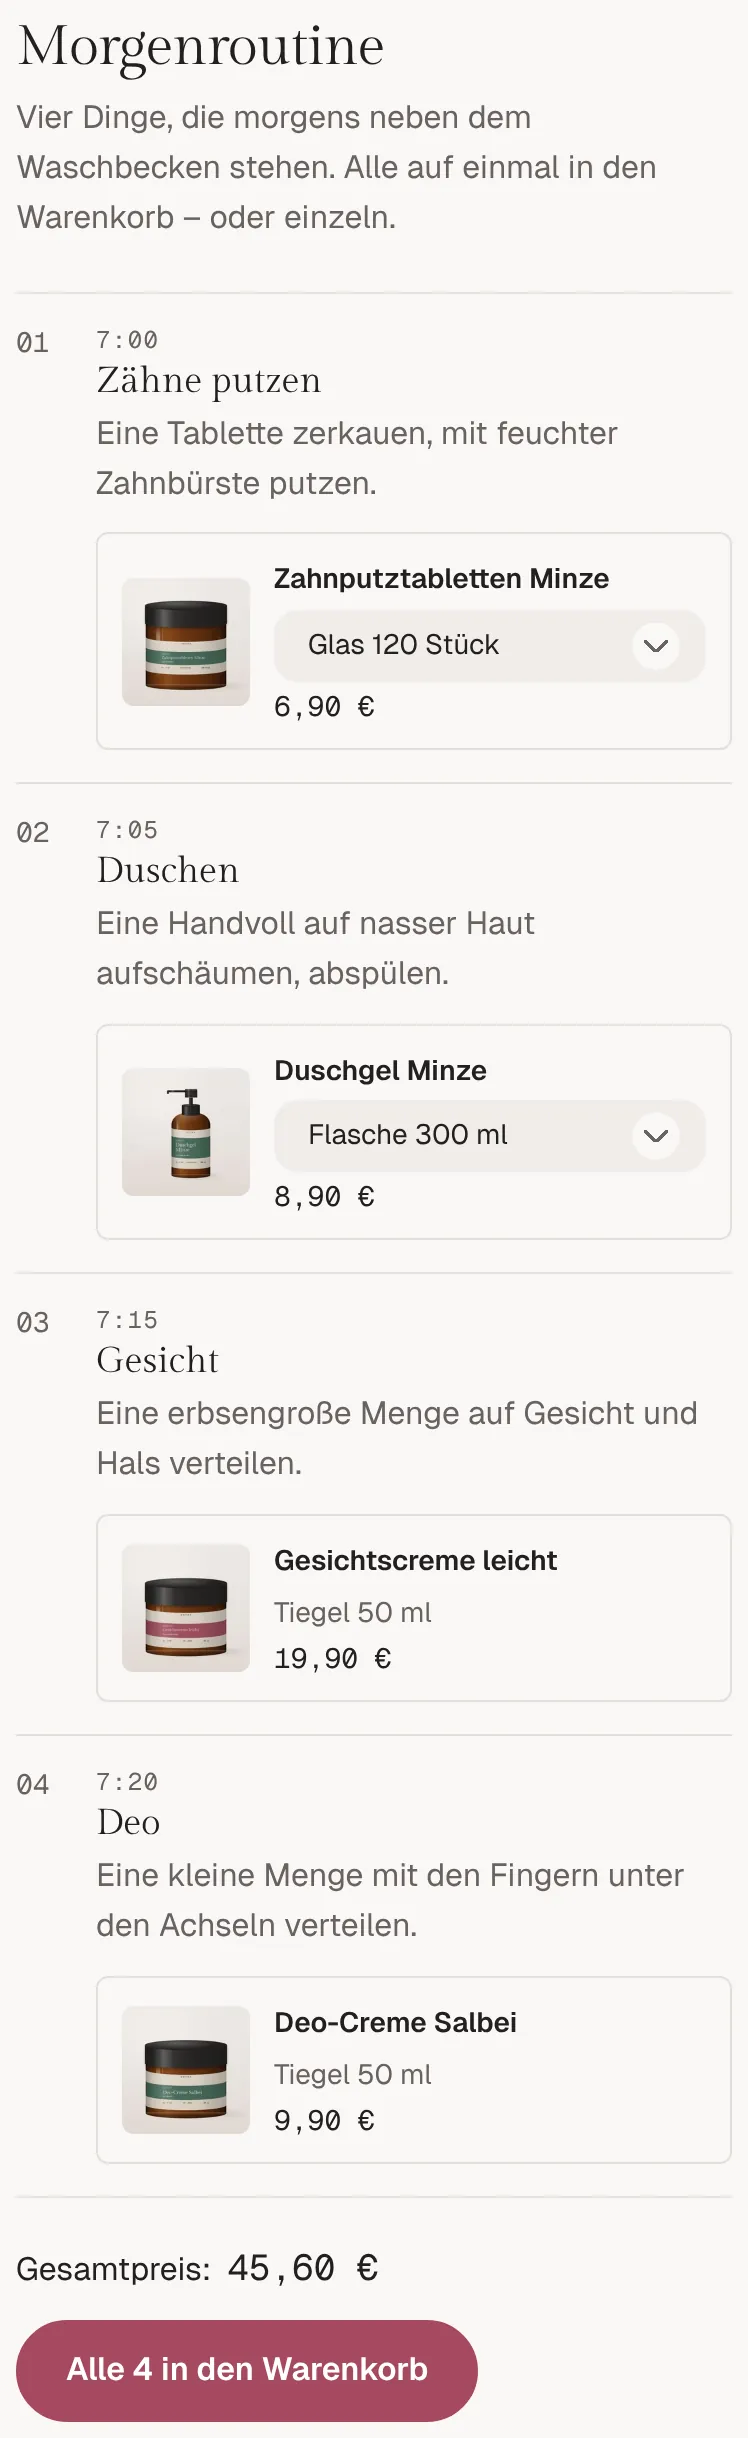 Morgenroutine
Vier Dinge, die morgens neben dem
Waschbecken stehen. Alle auf einmal in den
Warenkorb – oder einzeln.
01
7:00
Zähne putzen
Eine Tablette zerkauen, mit feuchter
Zahnbürste putzen.
Zahnputztabletten Minze
Glas 120 Stück
6,90 €
02
7:05
Duschen
Eine Handvoll auf nasser Haut
aufschäumen, abspülen.
Duschgel Minze
Flasche 300 ml
8,90 €
03
7:15
Gesicht
Eine erbsengroße Menge auf Gesicht und
Hals verteilen.
Gesichtscreme leicht
Tiegel 50 ml
19,90 €
04
7:20
Deo
Eine kleine Menge mit den Fingern unter
den Achseln verteilen.
Deo-Creme Salbei
Tiegel 50 ml
9,90 €
Gesamtpreis: 45,60 €
Alle 4 in den Warenkorb